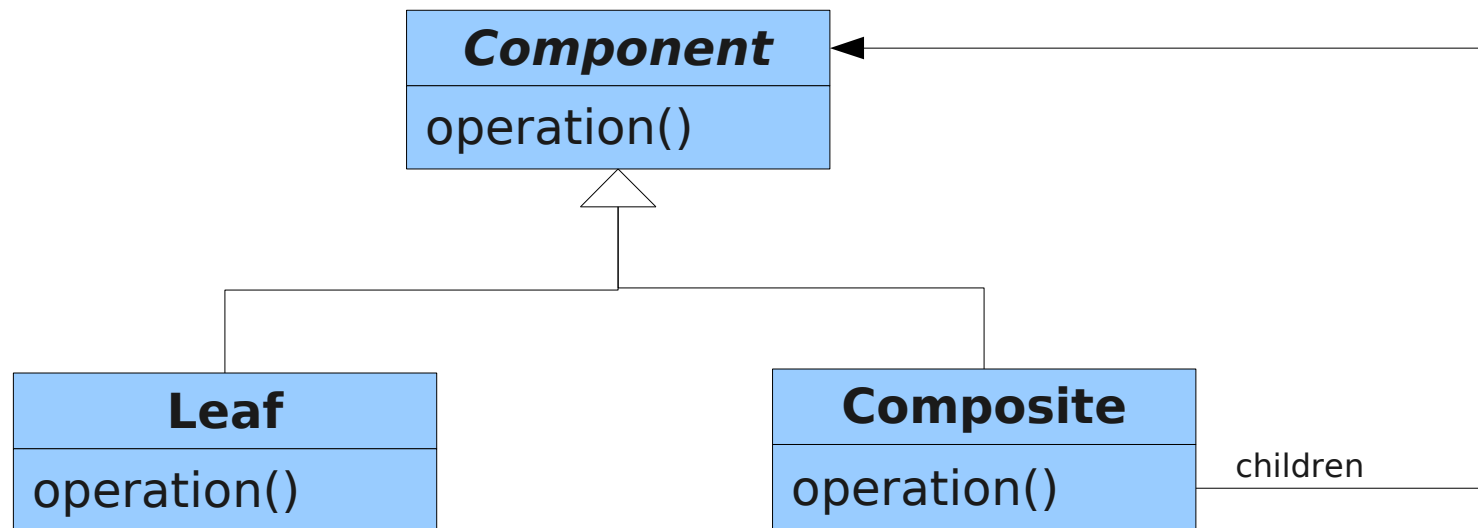 Component
operation()
Leaf
operation()
Composite
operation()
children